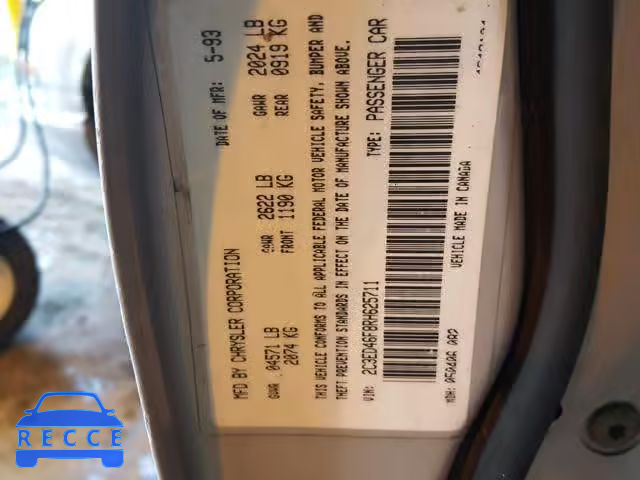 MFD BY CHRYSLER CORPORATION DATE OF MFR: 5-93
GVWR 04571 LB GAWR 2622 LB GAWR 2024 LB
2074 KG FRONT 1190 KG REAR 0919 KG
THIS VEHICLE CONFORMS TO ALL APPLICABLE FEDERAL MOTOR VEHICLE SAFETY, BUMPER AND
THEFT PREVENTION STANDARDS IN EFFECT ON THE DATE OF MANUFACTURE SHOWN ABOVE.
VIN: 2C3ED46F8RH625711 TYPE: PASSENGER CAR
VEHICLE MADE IN CANADA
MDH: 050406
RECCE